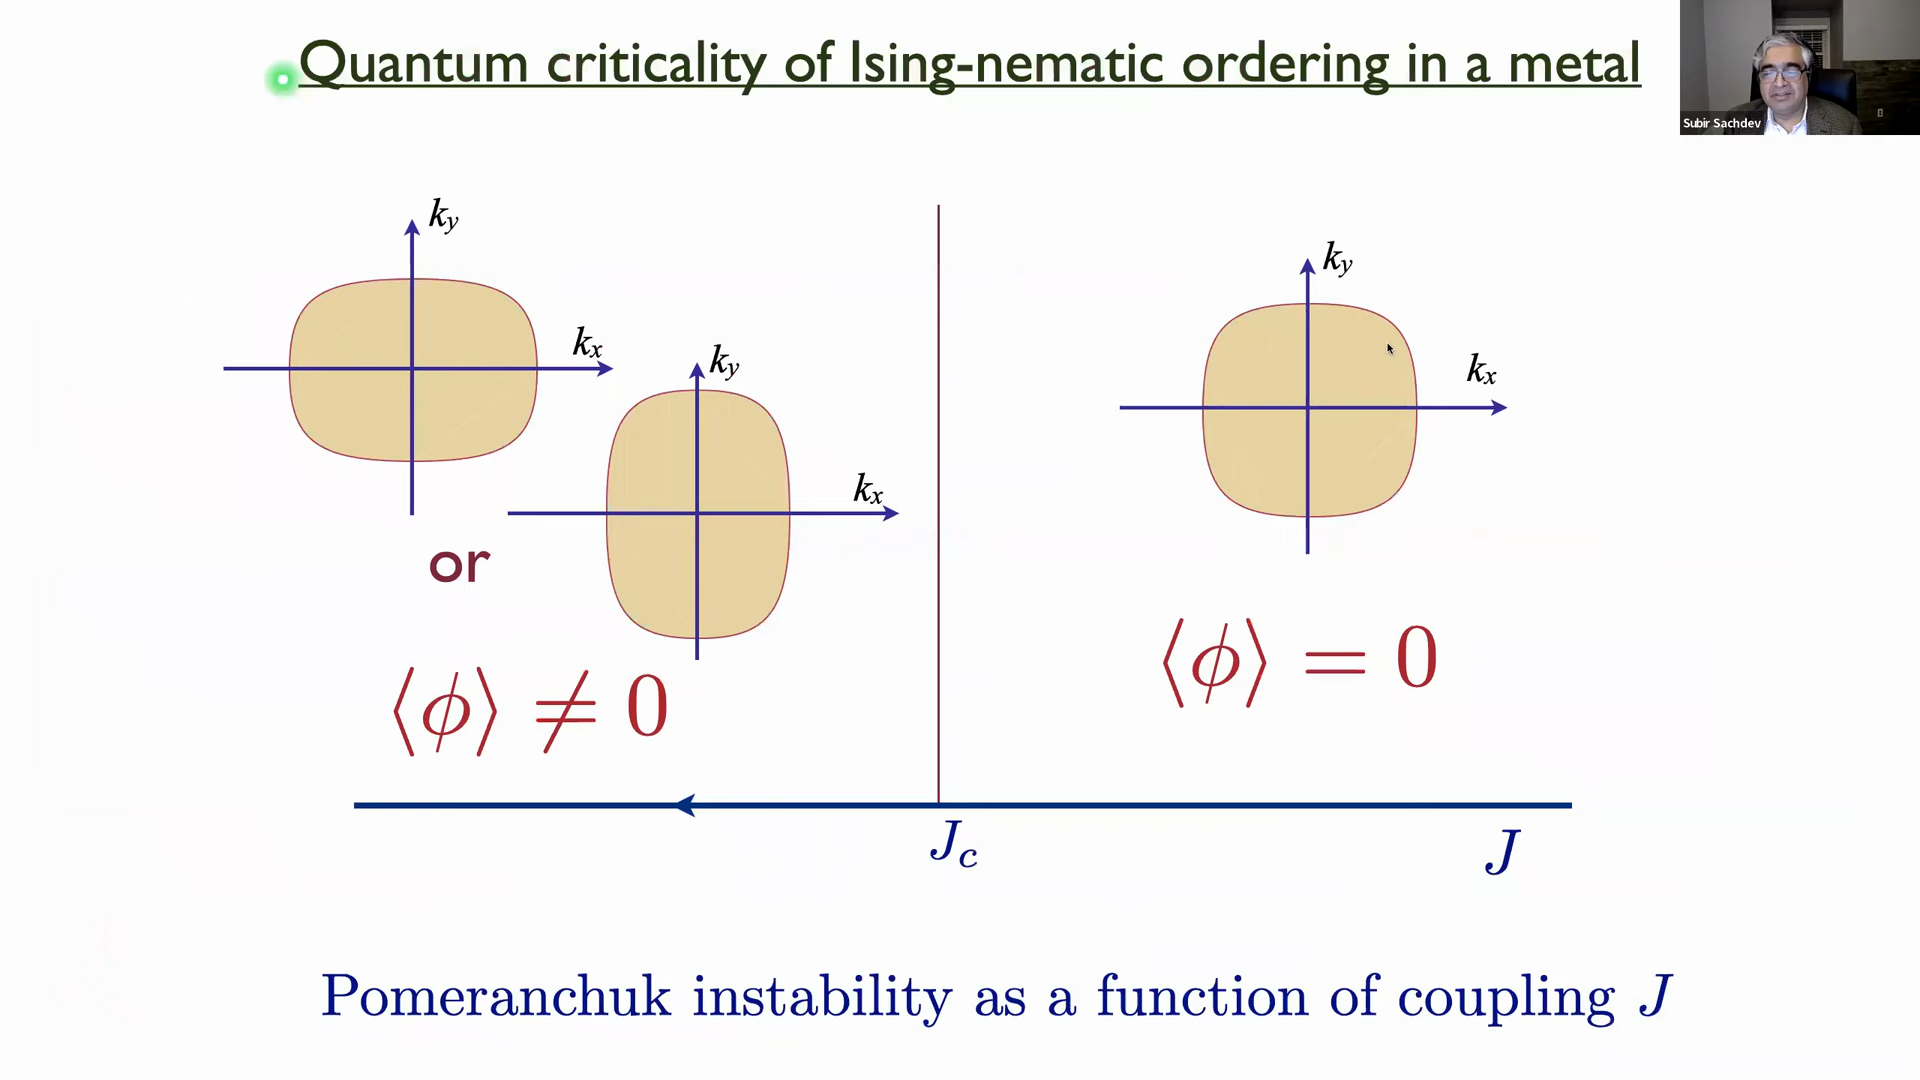 Quantum criticality of Ising-nematic ordering in a metal
Subir Sachdev
k_y
k_x
k_y
k_x
or
⟨ϕ⟩ ≠ 0
k_y
k_x
⟨ϕ⟩ = 0
J_c
J
Pomeranchuk instability as a function of coupling J